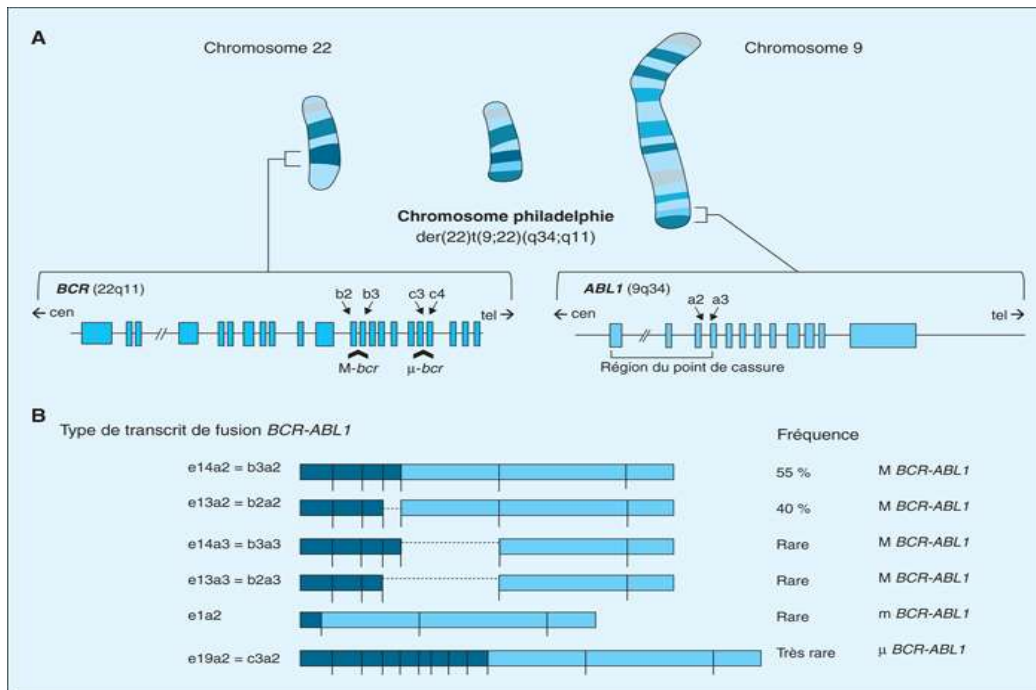 A
Chromosome 22
Chromosome 9
Chromosome philadelphie
der(22)t(9;22)(q34;q11)
BCR (22q11)
b2 b3 c3 c4
← cen
tel →
M-bcr
µ-bcr
ABL1 (9q34)
a2 a3
← cen
tel →
Région du point de cassure
B
Type de transcrit de fusion BCR-ABL1
Fréquence
e14a2 = b3a2 55 % M BCR-ABL1
e13a2 = b2a2 40 % M BCR-ABL1
e14a3 = b3a3 Rare M BCR-ABL1
e13a3 = b2a3 Rare M BCR-ABL1
e1a2 Rare m BCR-ABL1
e19a2 = c3a2 Très rare µ BCR-ABL1